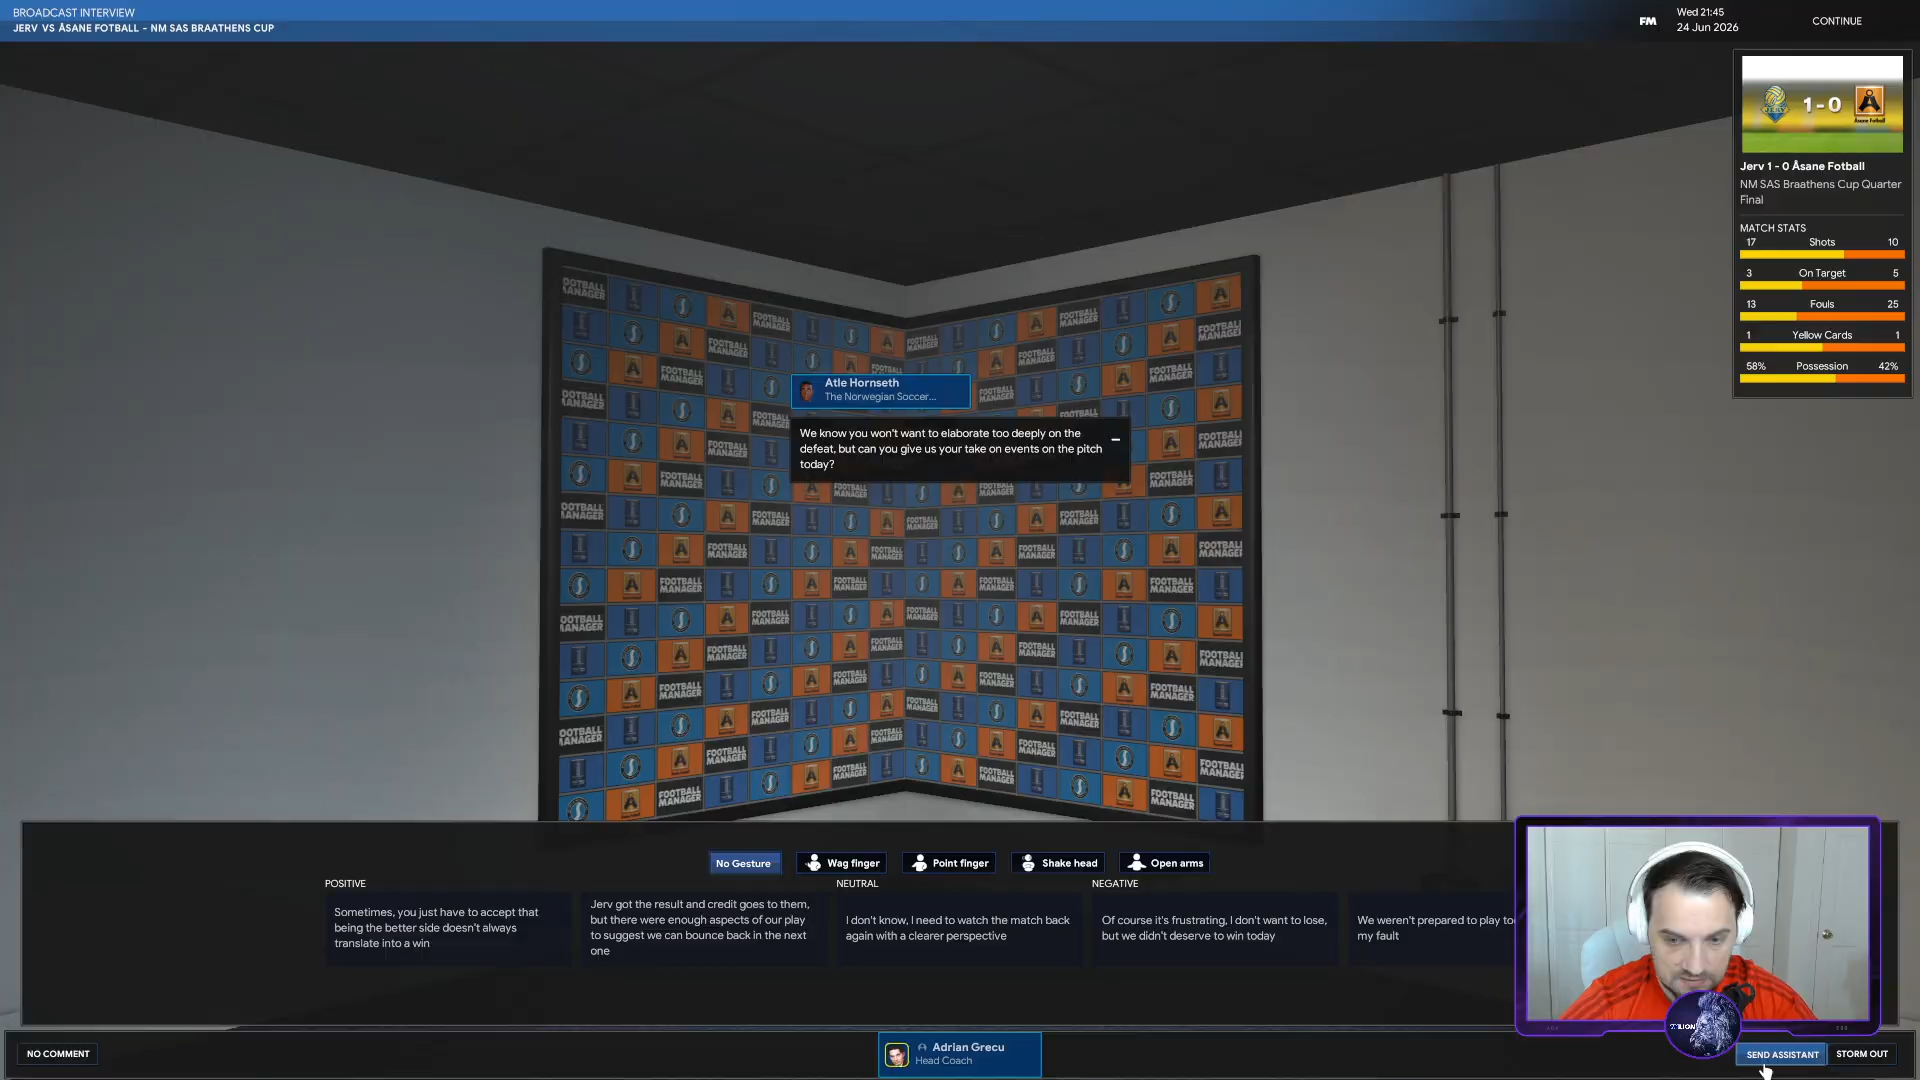 BROADCAST INTERVIEW
JERV VS ÅSANE FOTBALL - NM SAS BRAATHENS CUP
FM
Wed 21:45
24 Jun 2026
CONTINUE
1 - 0
Jerv 1 - 0 Åsane Fotball
NM SAS Braathens Cup Quarter
Final
MATCH STATS
17 Shots 10
3 On Target 5
13 Fouls 25
1 Yellow Cards 1
58% Possession 42%
Atle Hornseth
The Norwegian Soccer...
We know you won't want to elaborate too deeply on the
defeat, but can you give us your take on events on the pitch
today?
FOOTBALL MANAGER
No Gesture
Wag finger
Point finger
Shake head
Open arms
POSITIVE
NEUTRAL
NEGATIVE
Sometimes, you just have to accept that
being the better side doesn't always
translate into a win
Jerv got the result and credit goes to them,
but there were enough aspects of our play
to suggest we can bounce back in the next
one
I don't know, I need to watch the match back
again with a clearer perspective
Of course it's frustrating, I don't want to lose,
but we didn't deserve to win today
We weren't prepared to play to
my fault
NO COMMENT
Adrian Grecu
Head Coach
SEND ASSISTANT
STORM OUT